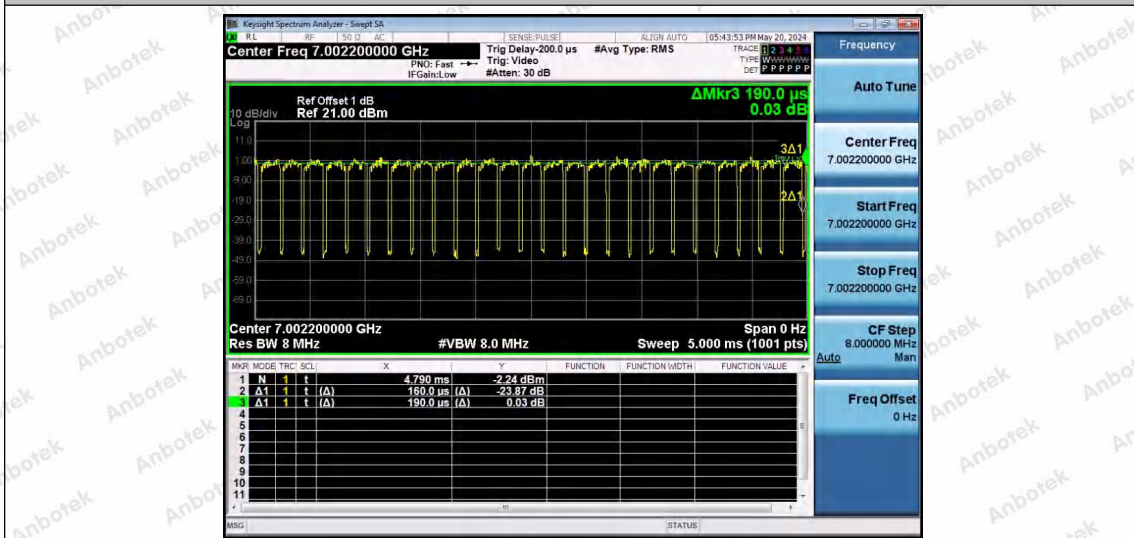 Keysight Spectrum Analyzer - Swept SA
RL RF 50 Ω AC SENSE:PULSE ALIGN AUTO 05:43:53 PM May 20, 2024
Center Freq 7.002200000 GHz
PNO: Fast
IFGain:Low
Trig Delay-200.0 µs
Trig: Video
#Atten: 30 dB
#Avg Type: RMS
TRACE 1 2 3 4 5 6
TYPE
DET P P P P P P
ΔMkr3 190.0 µs
0.03 dB
Ref Offset 1 dB
10 dB/div Ref 21.00 dBm
Log
11.0
1.00
-9.00
-19.0
-29.0
-39.0
-49.0
-59.0
-69.0
3Δ1
2Δ1
Center 7.002200000 GHz Span 0 Hz
Res BW 8 MHz #VBW 8.0 MHz Sweep 5.000 ms (1001 pts)
MKR MODE TRC SCL X Y FUNCTION FUNCTION WIDTH FUNCTION VALUE
1 N 1 t 4.790 ms -2.24 dBm
2 Δ1 1 t (Δ) 160.0 µs (Δ) -23.87 dB
3 Δ1 1 t (Δ) 190.0 µs (Δ) 0.03 dB
4
5
6
7
8
9
10
11
MSG STATUS
Frequency
Auto Tune
Center Freq
7.002200000 GHz
Start Freq
7.002200000 GHz
Stop Freq
7.002200000 GHz
CF Step
8.000000 MHz
Auto Man
Freq Offset
0 Hz
Anbotek